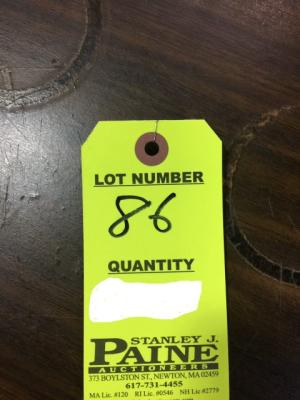 LOT NUMBER
86
QUANTITY
STANLEY J.
PAINE
AUCTIONEERS
373 BOYLSTON ST., NEWTON, MA 02459
617-731-4455
MA Lic. #120 RI Lic. #0546 NH Lic #2779